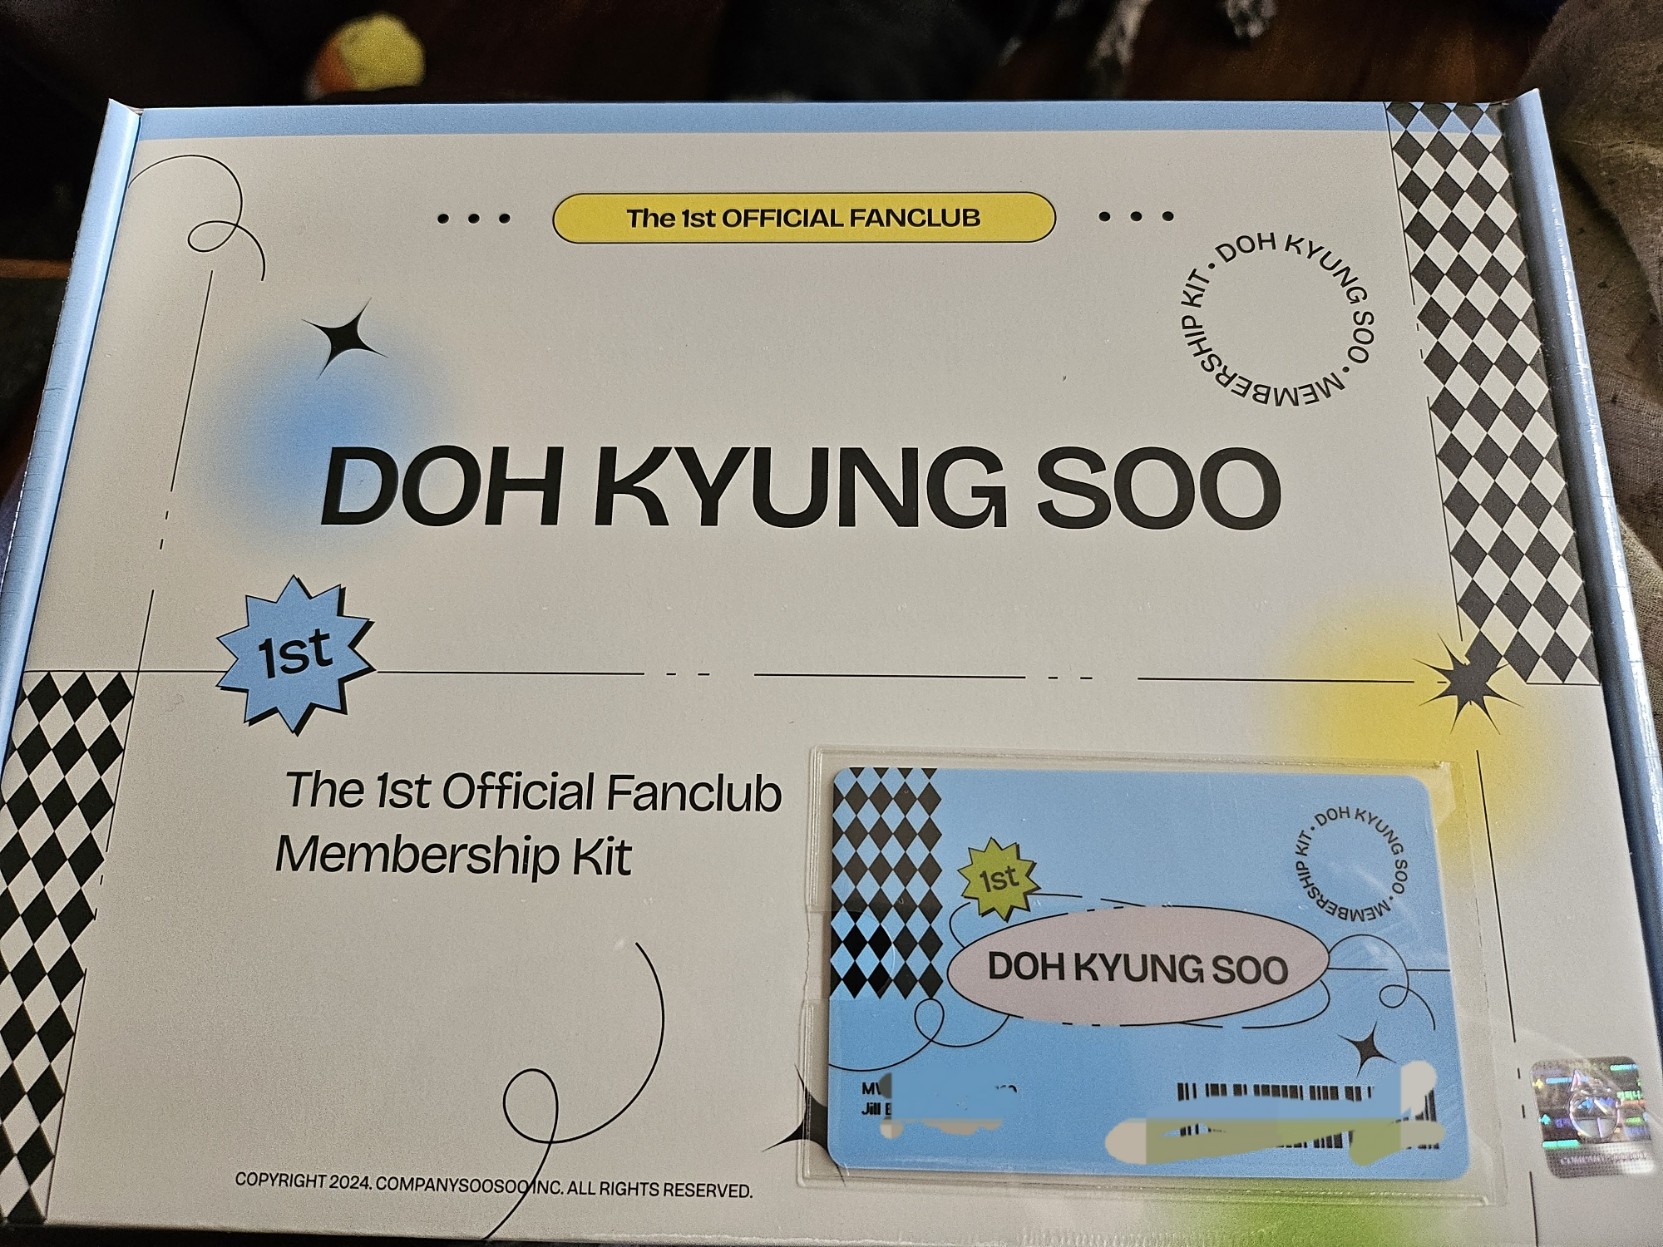 The 1st OFFICIAL FANCLUB
DOH KYUNG SOO • MEMBERSHIP KIT •
DOH KYUNG SOO
1st
The 1st Official Fanclub
Membership Kit
DOH KYUNG SOO • MEMBERSHIP KIT •
1st
DOH KYUNG SOO
Jill
COPYRIGHT 2024. COMPANYSOOSOO INC. ALL RIGHTS RESERVED.